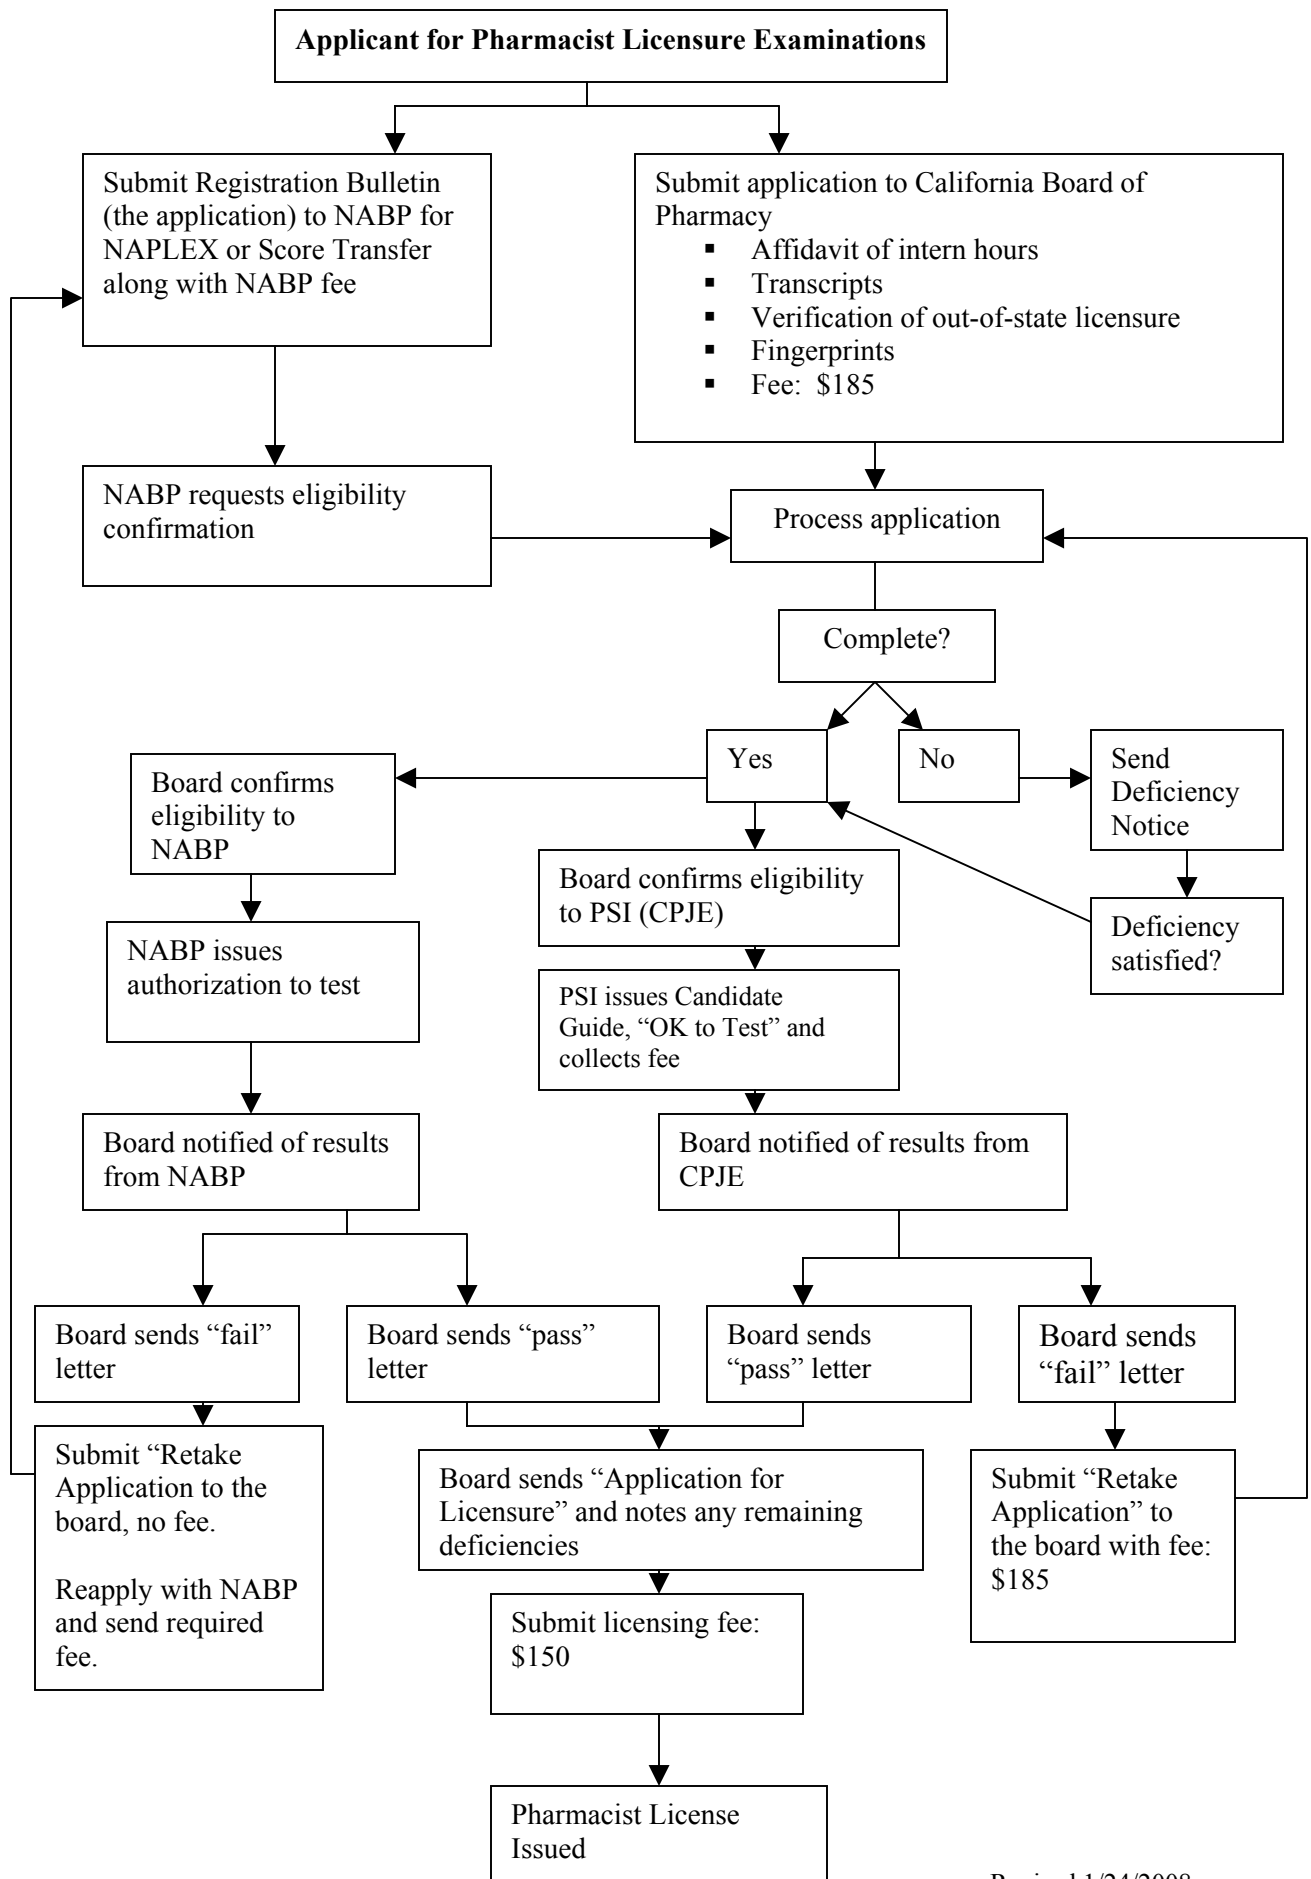 Applicant for Pharmacist Licensure Examinations
Submit Registration Bulletin
(the application) to NABP for
NAPLEX or Score Transfer
along with NABP fee
Submit application to California Board of
Pharmacy
▪ Affidavit of intern hours
▪ Transcripts
▪ Verification of out-of-state licensure
▪ Fingerprints
▪ Fee: $185
NABP requests eligibility
confirmation
Process application
Complete?
Yes
No
Send
Deficiency
Notice
Board confirms
eligibility to
NABP
Board confirms eligibility
to PSI (CPJE)
Deficiency
satisfied?
NABP issues
authorization to test
PSI issues Candidate
Guide, “OK to Test” and
collects fee
Board notified of results
from NABP
Board notified of results from
CPJE
Board sends “fail”
letter
Board sends “pass”
letter
Board sends
“pass” letter
Board sends
“fail” letter
Submit “Retake
Application to the
board, no fee.
Reapply with NABP
and send required
fee.
Board sends “Application for
Licensure” and notes any remaining
deficiencies
Submit “Retake
Application” to
the board with fee:
$185
Submit licensing fee:
$150
Pharmacist License
Issued
Revised 1/24/2008